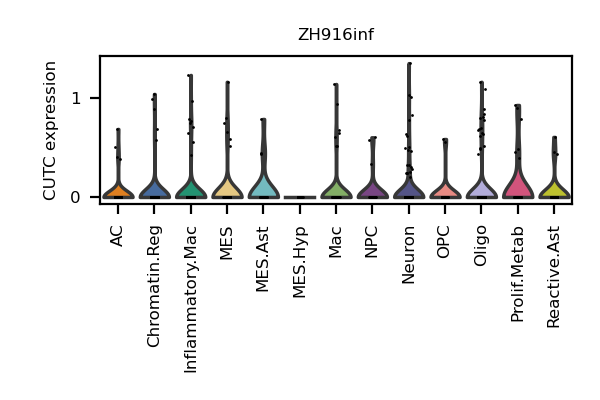 ZH916inf
CUTC expression
1
0
AC
Chromatin.Reg
Inflammatory.Mac
MES
MES.Ast
MES.Hyp
Mac
NPC
Neuron
OPC
Oligo
Prolif.Metab
Reactive.Ast